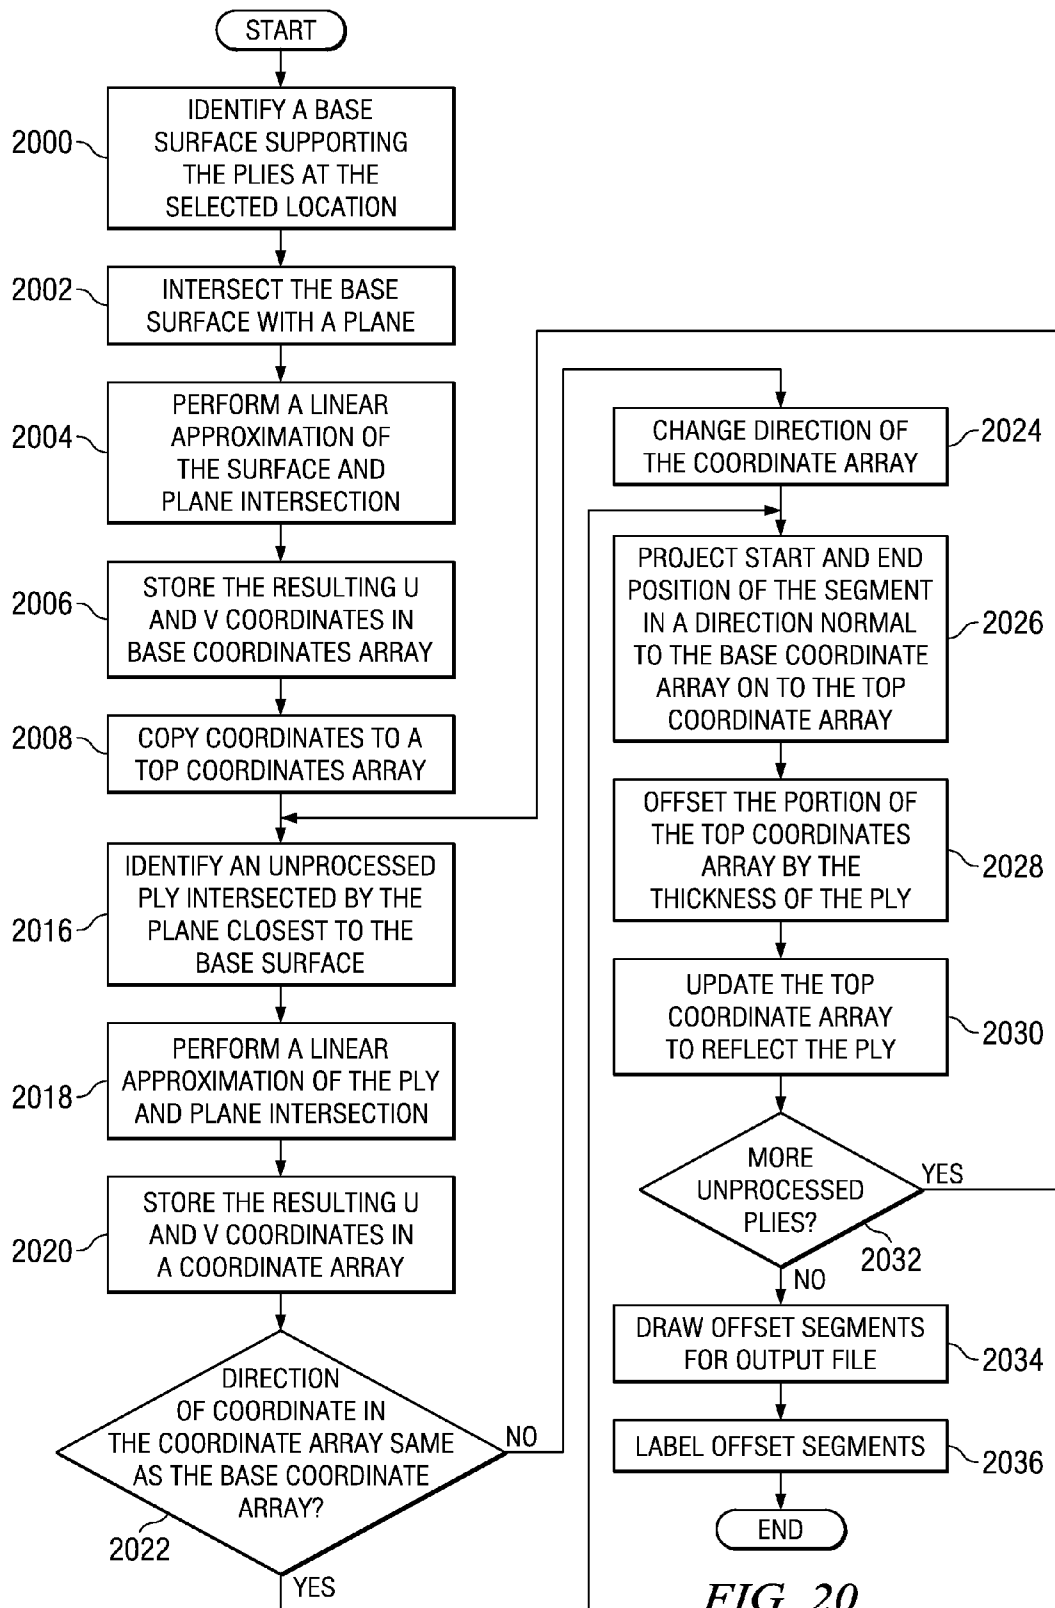 START
2000
IDENTIFY A BASE
SURFACE SUPPORTING
THE PLIES AT THE
SELECTED LOCATION
2002
INTERSECT THE BASE
SURFACE WITH A PLANE
2004
PERFORM A LINEAR
APPROXIMATION OF
THE SURFACE AND
PLANE INTERSECTION
2006
STORE THE RESULTING U
AND V COORDINATES IN
BASE COORDINATES ARRAY
2008
COPY COORDINATES TO A
TOP COORDINATES ARRAY
2016
IDENTIFY AN UNPROCESSED
PLY INTERSECTED BY THE
PLANE CLOSEST TO THE
BASE SURFACE
2018
PERFORM A LINEAR
APPROXIMATION OF THE PLY
AND PLANE INTERSECTION
2020
STORE THE RESULTING U
AND V COORDINATES IN
A COORDINATE ARRAY
DIRECTION
OF COORDINATE IN
THE COORDINATE ARRAY SAME
AS THE BASE COORDINATE
ARRAY?
2022
NO
YES
CHANGE DIRECTION OF
THE COORDINATE ARRAY
2024
PROJECT START AND END
POSITION OF THE SEGMENT
IN A DIRECTION NORMAL
TO THE BASE COORDINATE
ARRAY ON TO THE TOP
COORDINATE ARRAY
2026
OFFSET THE PORTION OF
THE TOP COORDINATES
ARRAY BY THE
THICKNESS OF THE PLY
2028
UPDATE THE TOP
COORDINATE ARRAY
TO REFLECT THE PLY
2030
MORE
UNPROCESSED
PLIES?
YES
2032
NO
DRAW OFFSET SEGMENTS
FOR OUTPUT FILE
2034
LABEL OFFSET SEGMENTS
2036
END
FIG. 20